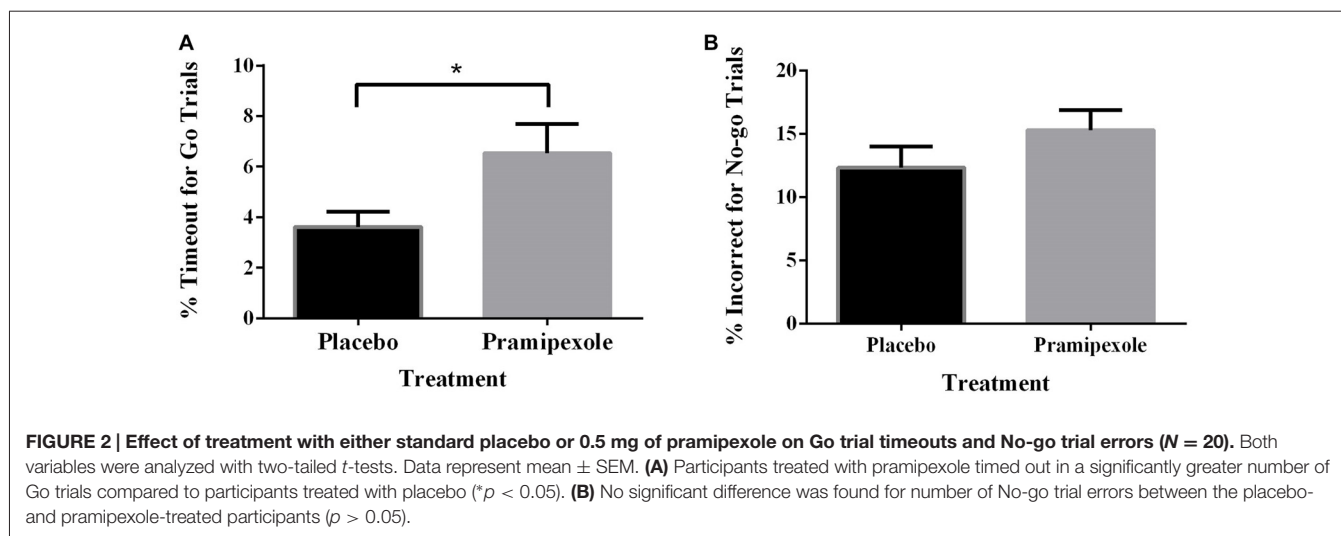 A
% Timeout for Go Trials
10
8
6
4
2
0
*
Placebo
Pramipexole
Treatment
B
% Incorrect for No-go Trials
20
15
10
5
0
Placebo
Pramipexole
Treatment
FIGURE 2 | Effect of treatment with either standard placebo or 0.5 mg of pramipexole on Go trial timeouts and No-go trial errors (N = 20). Both
variables were analyzed with two-tailed t-tests. Data represent mean ± SEM. (A) Participants treated with pramipexole timed out in a significantly greater number of
Go trials compared to participants treated with placebo (*p < 0.05). (B) No significant difference was found for number of No-go trial errors between the placebo-
and pramipexole-treated participants (p > 0.05).